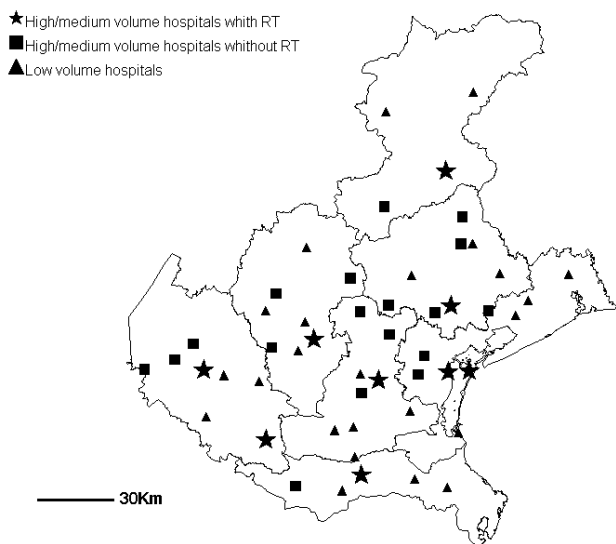 High/medium volume hospitals whith RT
High/medium volume hospitals whithout RT
Low volume hospitals
30Km